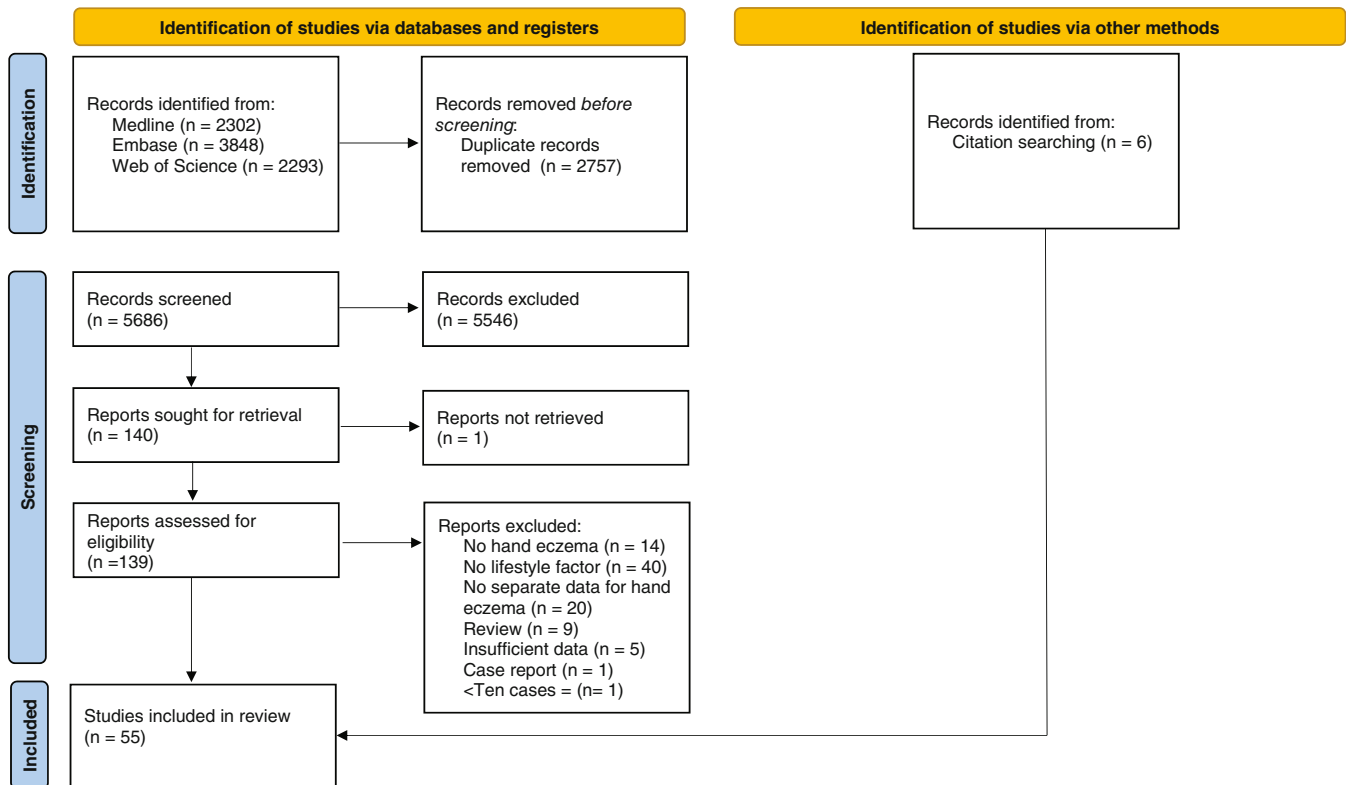 Identification of studies via databases and registers
Identification of studies via other methods
Identification
Records identified from:
Medline (n = 2302)
Embase (n = 3848)
Web of Science (n = 2293)
Records removed before
screening:
Duplicate records
removed (n = 2757)
Records identified from:
Citation searching (n = 6)
Screening
Records screened
(n = 5686)
Records excluded
(n = 5546)
Reports sought for retrieval
(n = 140)
Reports not retrieved
(n = 1)
Reports assessed for
eligibility
(n =139)
Reports excluded:
No hand eczema (n = 14)
No lifestyle factor (n = 40)
No separate data for hand
eczema (n = 20)
Review (n = 9)
Insufficient data (n = 5)
Case report (n = 1)
<Ten cases = (n= 1)
Included
Studies included in review
(n = 55)